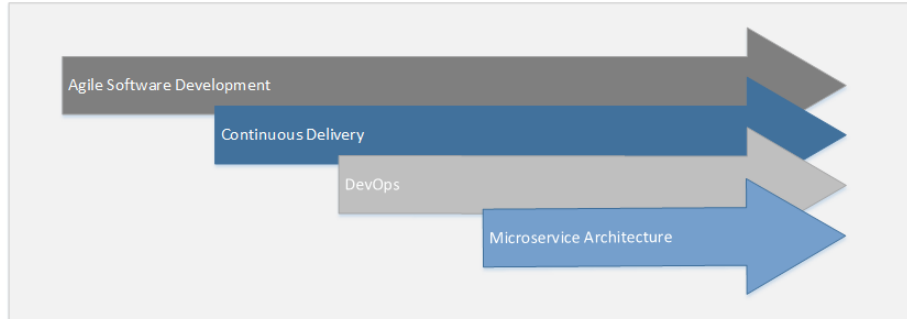 Agile Software Development
Continuous Delivery
DevOps
Microservice Architecture